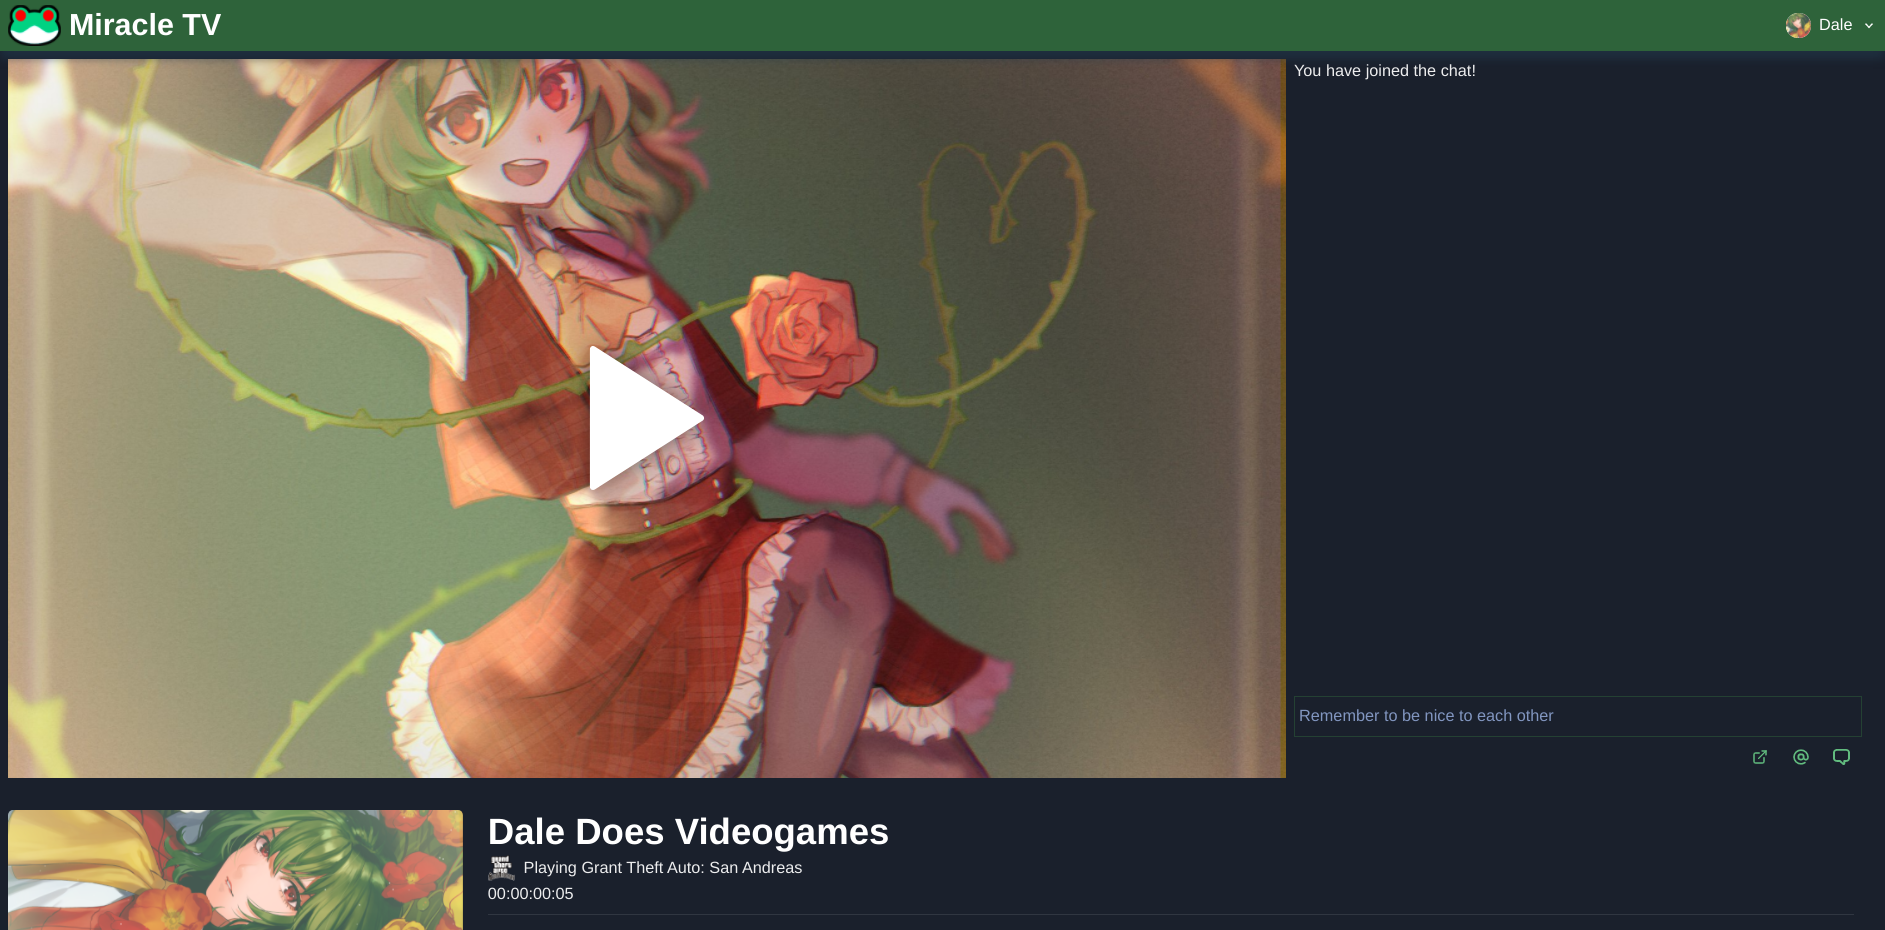 Miracle TV
Dale
You have joined the chat!
Remember to be nice to each other
Dale Does Videogames
Playing Grant Theft Auto: San Andreas
00:00:00:05